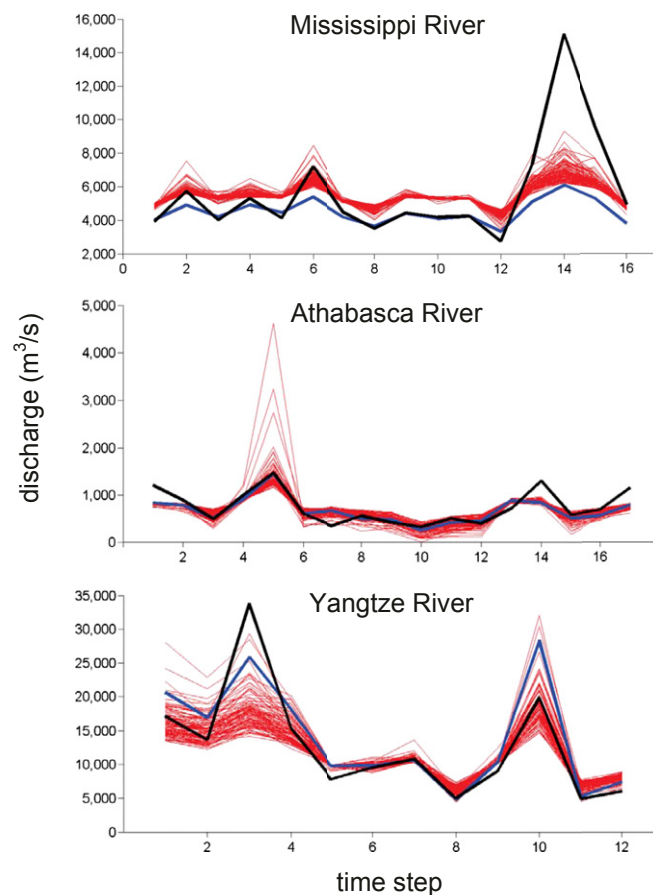 Mississippi River
16,000
14,000
12,000
10,000
8,000
6,000
4,000
2,000
0 2 4 6 8 10 12 14 16
Athabasca River
5,000
4,000
3,000
2,000
1,000
0
2 4 6 8 10 12 14 16
discharge (m³/s)
Yangtze River
35,000
30,000
25,000
20,000
15,000
10,000
5,000
0
2 4 6 8 10 12
time step